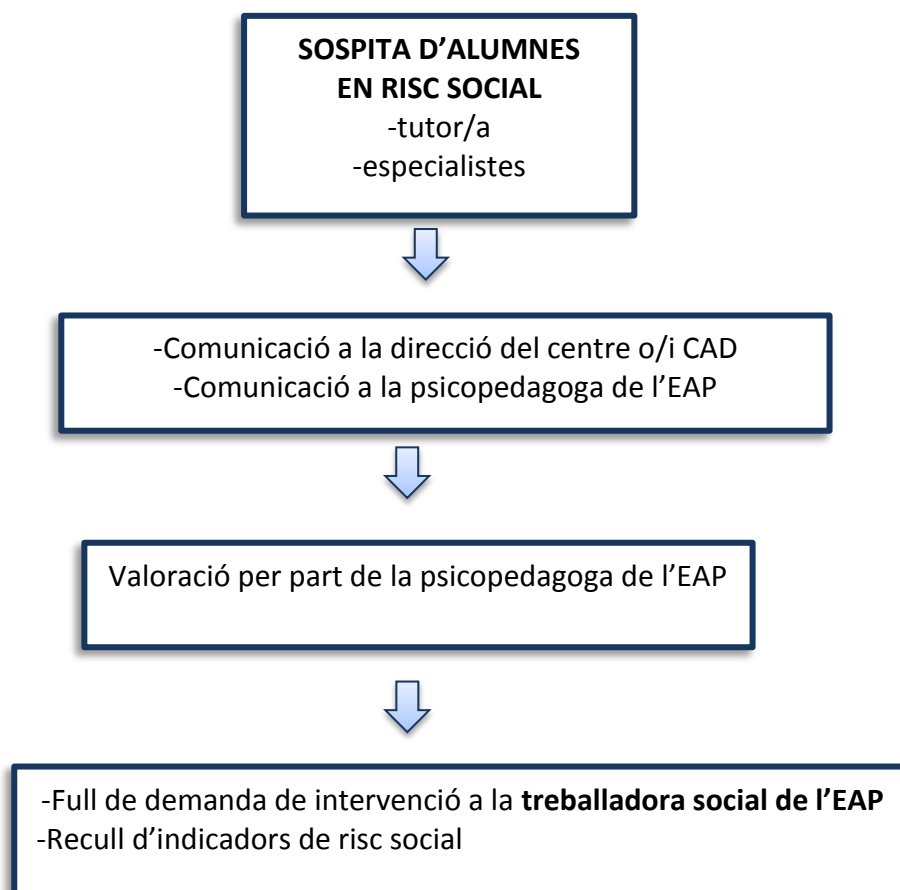 SOSPITA D’ALUMNES
EN RISC SOCIAL
-tutor/a
-especialistes
-Comunicació a la direcció del centre o/i CAD
-Comunicació a la psicopedagoga de l’EAP
Valoració per part de la psicopedagoga de l’EAP
-Full de demanda de intervenció a la treballadora social de l’EAP
-Recull d’indicadors de risc social